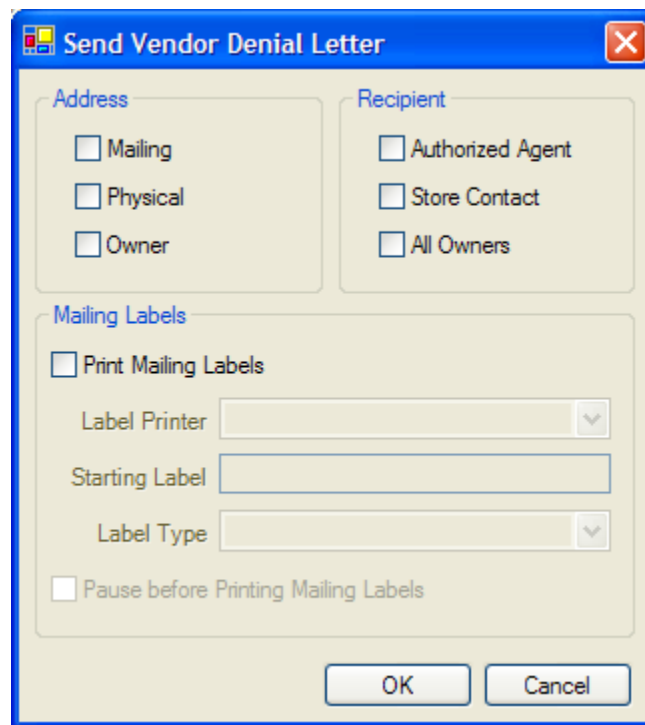 Send Vendor Denial Letter
Address
Mailing
Physical
Owner
Recipient
Authorized Agent
Store Contact
All Owners
Mailing Labels
Print Mailing Labels
Label Printer
Starting Label
Label Type
Pause before Printing Mailing Labels
OK
Cancel